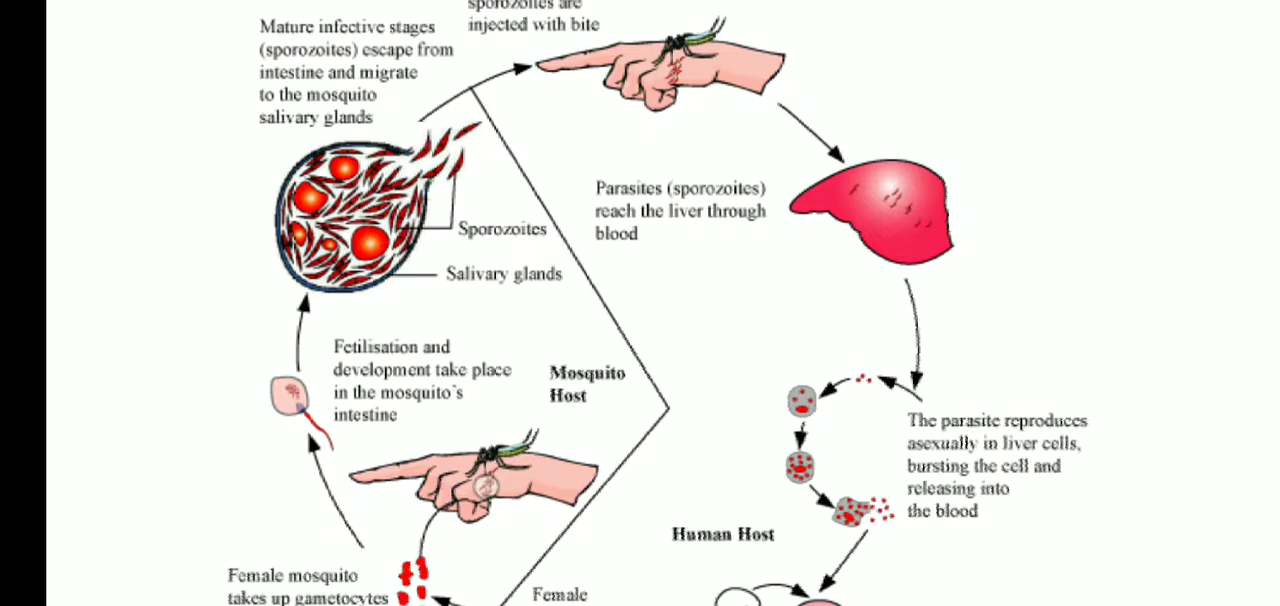 sporozoites are
injected with bite
Mature infective stages
(sporozoites) escape from
intestine and migrate
to the mosquito
salivary glands
Parasites (sporozoites)
reach the liver through
blood
Sporozoites
Salivary glands
Fetilisation and
development take place
in the mosquito`s
intestine
Mosquito
Host
The parasite reproduces
asexually in liver cells,
bursting the cell and
releasing into
the blood
Human Host
Female mosquito
takes up gametocytes
Female